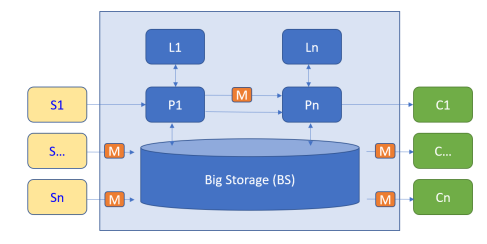 L1
Ln
M
S1
P1
Pn
C1
S...
M
M
C...
Big Storage (BS)
Sn
M
M
Cn